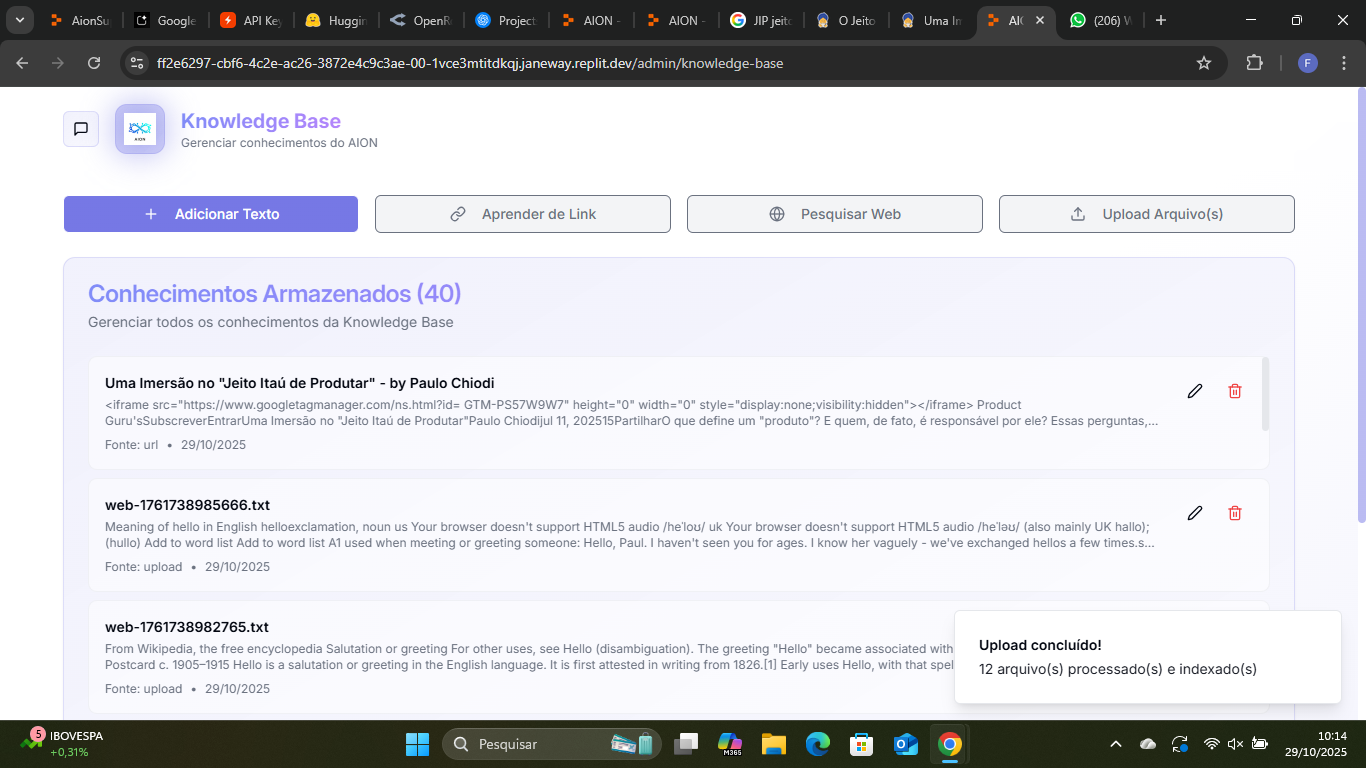 AionSu
Google
API Key
Huggin
OpenR
Project
AION -
AION -
JIP jeito
O Jeito
Uma In
AIC
(206) W
ff2e6297-cbf6-4c2e-ac26-3872e4c9c3ae-00-1vce3mtitdkqj.janeway.replit.dev/admin/knowledge-base
F
AION
Knowledge Base
Gerenciar conhecimentos do AION
Adicionar Texto
Aprender de Link
Pesquisar Web
Upload Arquivo(s)
Conhecimentos Armazenados (40)
Gerenciar todos os conhecimentos da Knowledge Base
Uma Imersão no "Jeito Itaú de Produtar" - by Paulo Chiodi
<iframe src="https://www.googletagmanager.com/ns.html?id= GTM-PS57W9W7" height="0" width="0" style="display:none;visibility:hidden"></iframe> Product
Guru'sSubscreverEntrarUma Imersão no "Jeito Itaú de Produtar"Paulo Chiodijul 11, 202515PartilharO que define um "produto"? E quem, de fato, é responsável por ele? Essas perguntas,...
Fonte: url • 29/10/2025
web-1761738985666.txt
Meaning of hello in English helloexclamation, noun us Your browser doesn't support HTML5 audio /heˈloʊ/ uk Your browser doesn't support HTML5 audio /heˈləʊ/ (also mainly UK hallo);
(hullo) Add to word list Add to word list A1 used when meeting or greeting someone: Hello, Paul. I haven't seen you for ages. I know her vaguely - we've exchanged hellos a few times.s...
Fonte: upload • 29/10/2025
web-1761738982765.txt
From Wikipedia, the free encyclopedia Salutation or greeting For other uses, see Hello (disambiguation). The greeting "Hello" became associated with
Postcard c. 1905–1915 Hello is a salutation or greeting in the English language. It is first attested in writing from 1826.[1] Early uses Hello, with that spel
Fonte: upload • 29/10/2025
Upload concluído!
12 arquivo(s) processado(s) e indexado(s)
5
IBOVESPA
+0,31%
Pesquisar
M365
10:14
29/10/2025